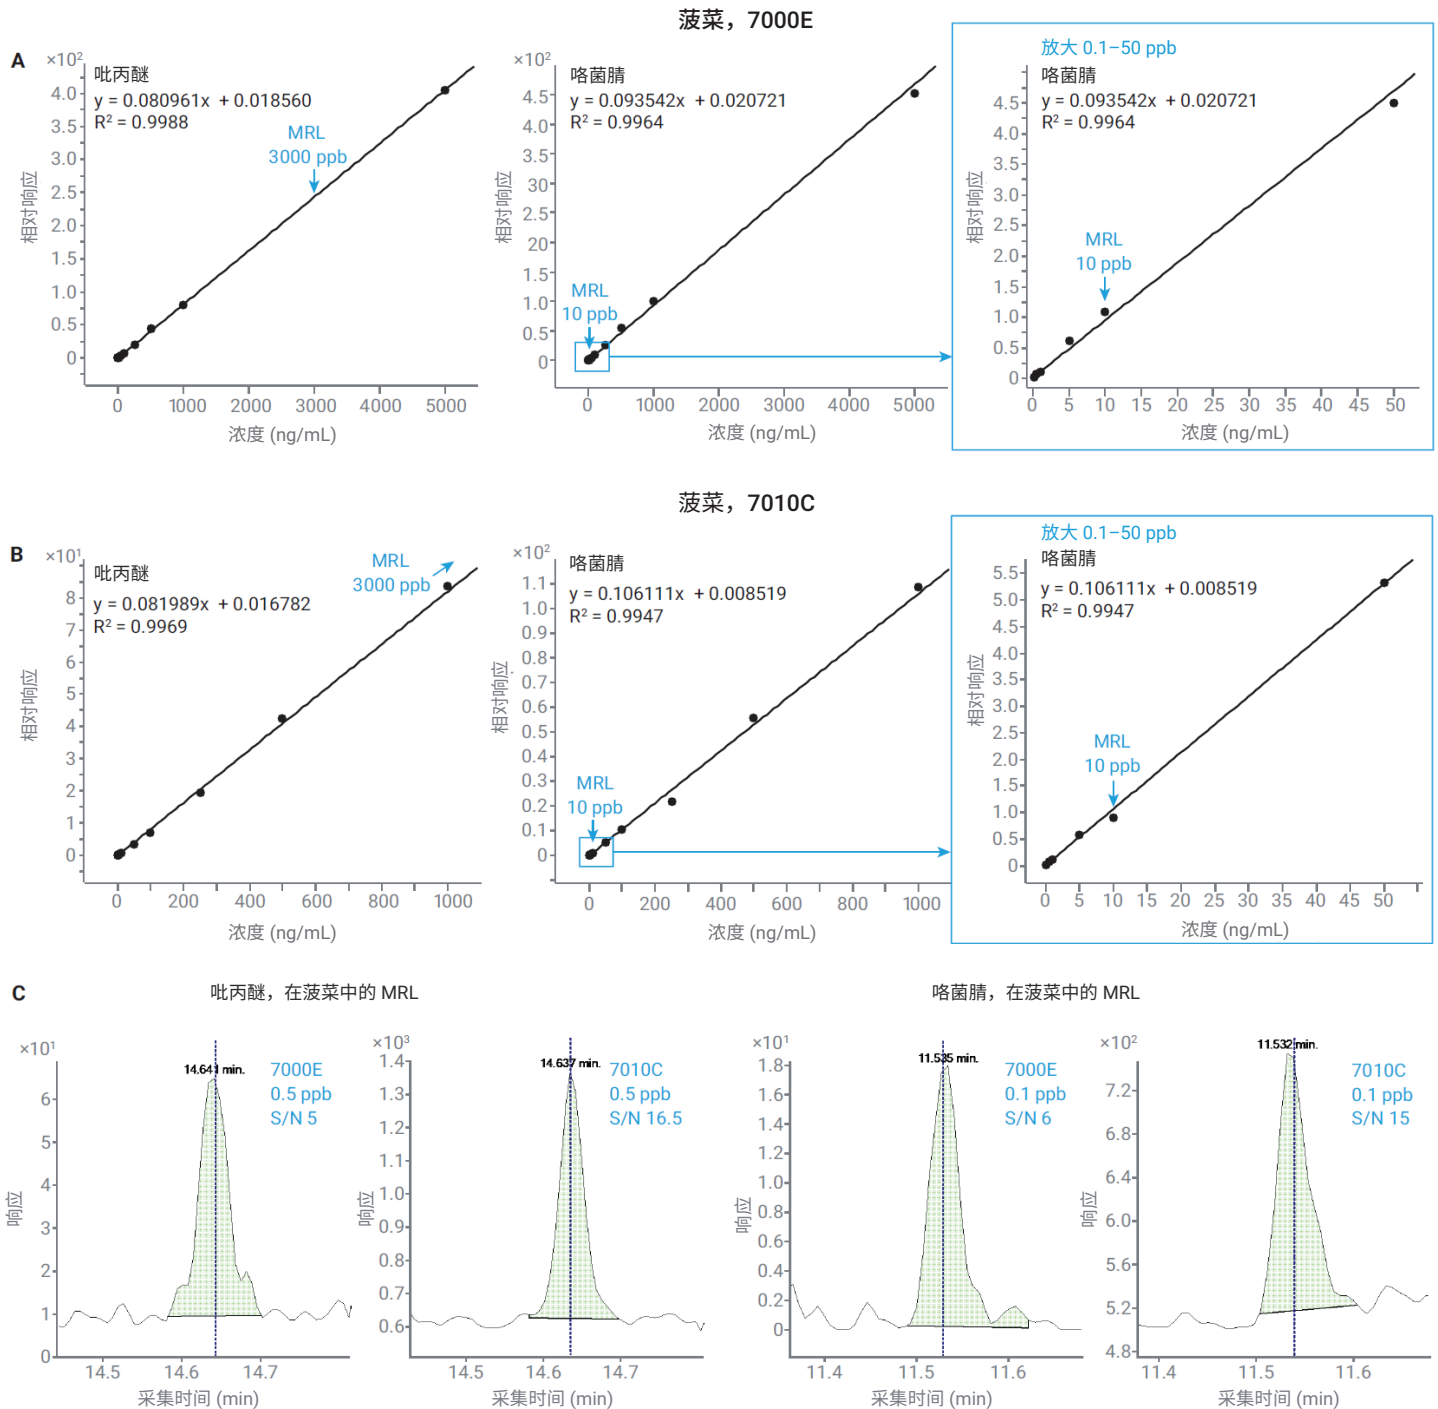 菠菜，7000E
A
×10²
吡丙醚
y = 0.080961x + 0.018560
R² = 0.9988
MRL
3000 ppb
4.0
3.5
3.0
2.5
2.0
1.5
1.0
0.5
0
相对响应
0 1000 2000 3000 4000 5000
浓度 (ng/mL)
×10²
咯菌腈
y = 0.093542x + 0.020721
R² = 0.9964
MRL
10 ppb
4.5
4.0
3.5
30
2.5
20
1.5
1.0
0.5
0
相对响应
0 1000 2000 3000 4000 5000
浓度 (ng/mL)
放大 0.1–50 ppb
咯菌腈
y = 0.093542x + 0.020721
R² = 0.9964
MRL
10 ppb
4.5
4.0
3.5
3.0
2.5
2.0
1.5
1.0
0.5
0
相对响应
0 5 10 15 20 25 30 35 40 45 50
浓度 (ng/mL)
菠菜，7010C
B
×10¹
吡丙醚
y = 0.081989x + 0.016782
R² = 0.9969
MRL
3000 ppb
8
7
6
5
4
3
2
1
0
相对响应
0 200 400 600 800 1000
浓度 (ng/mL)
×10²
咯菌腈
y = 0.106111x + 0.008519
R² = 0.9947
MRL
10 ppb
1.1
1.0
0.9
0.8
0.7
0.6
0.5
0.4
0.3
0.2
0.1
0
相对响应
0 200 400 600 800 1000
浓度 (ng/mL)
放大 0.1–50 ppb
咯菌腈
y = 0.106111x + 0.008519
R² = 0.9947
MRL
10 ppb
5.5
5.0
4.5
4.0
3.5
3.0
2.5
2.0
1.5
1.0
0.5
0
相对响应
0 5 10 15 20 25 30 35 40 45 50
浓度 (ng/mL)
C
吡丙醚，在菠菜中的 MRL
咯菌腈，在菠菜中的 MRL
×10¹
14.641 min.
7000E
0.5 ppb
S/N 5
6
5
4
3
2
1
0
响应
14.5 14.6 14.7
采集时间 (min)
×10³
14.637 min.
7010C
0.5 ppb
S/N 16.5
1.4
1.3
1.2
1.1
1.0
0.9
0.8
0.7
0.6
响应
14.5 14.6 14.7
采集时间 (min)
×10¹
11.535 min.
7000E
0.1 ppb
S/N 6
1.8
1.6
1.4
1.2
1.0
0.8
0.6
0.4
0.2
0
响应
11.4 11.5 11.6
采集时间 (min)
×10²
11.532 min.
7010C
0.1 ppb
S/N 15
7.2
6.8
6.4
6.0
5.6
5.2
4.8
响应
11.4 11.5 11.6
采集时间 (min)